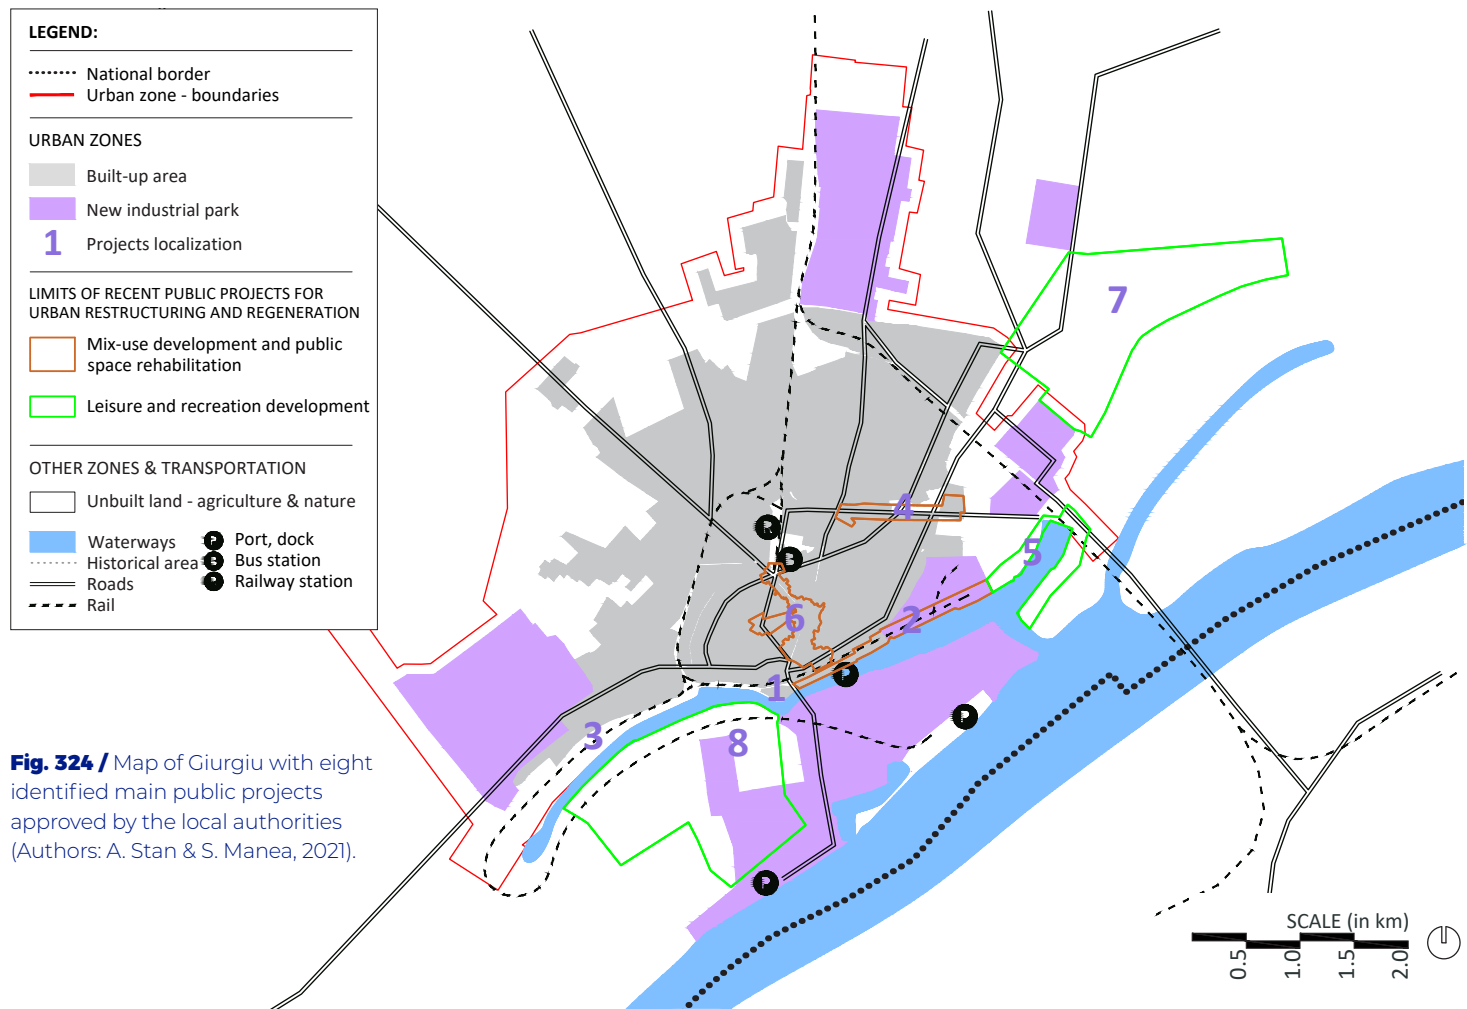 LEGEND:
National border
Urban zone - boundaries
URBAN ZONES
Built-up area
New industrial park
1 Projects localization
LIMITS OF RECENT PUBLIC PROJECTS FOR
URBAN RESTRUCTURING AND REGENERATION
Mix-use development and public
space rehabilitation
Leisure and recreation development
OTHER ZONES & TRANSPORTATION
Unbuilt land - agriculture & nature
Waterways
Historical area
Roads
Rail
P Port, dock
B Bus station
R Railway station
Fig. 324 / Map of Giurgiu with eight
identified main public projects
approved by the local authorities
(Authors: A. Stan & S. Manea, 2021).
7
4
R
B
5
6
2
P
1
3
8
P
P
SCALE (in km)
0.5
1.0
1.5
2.0